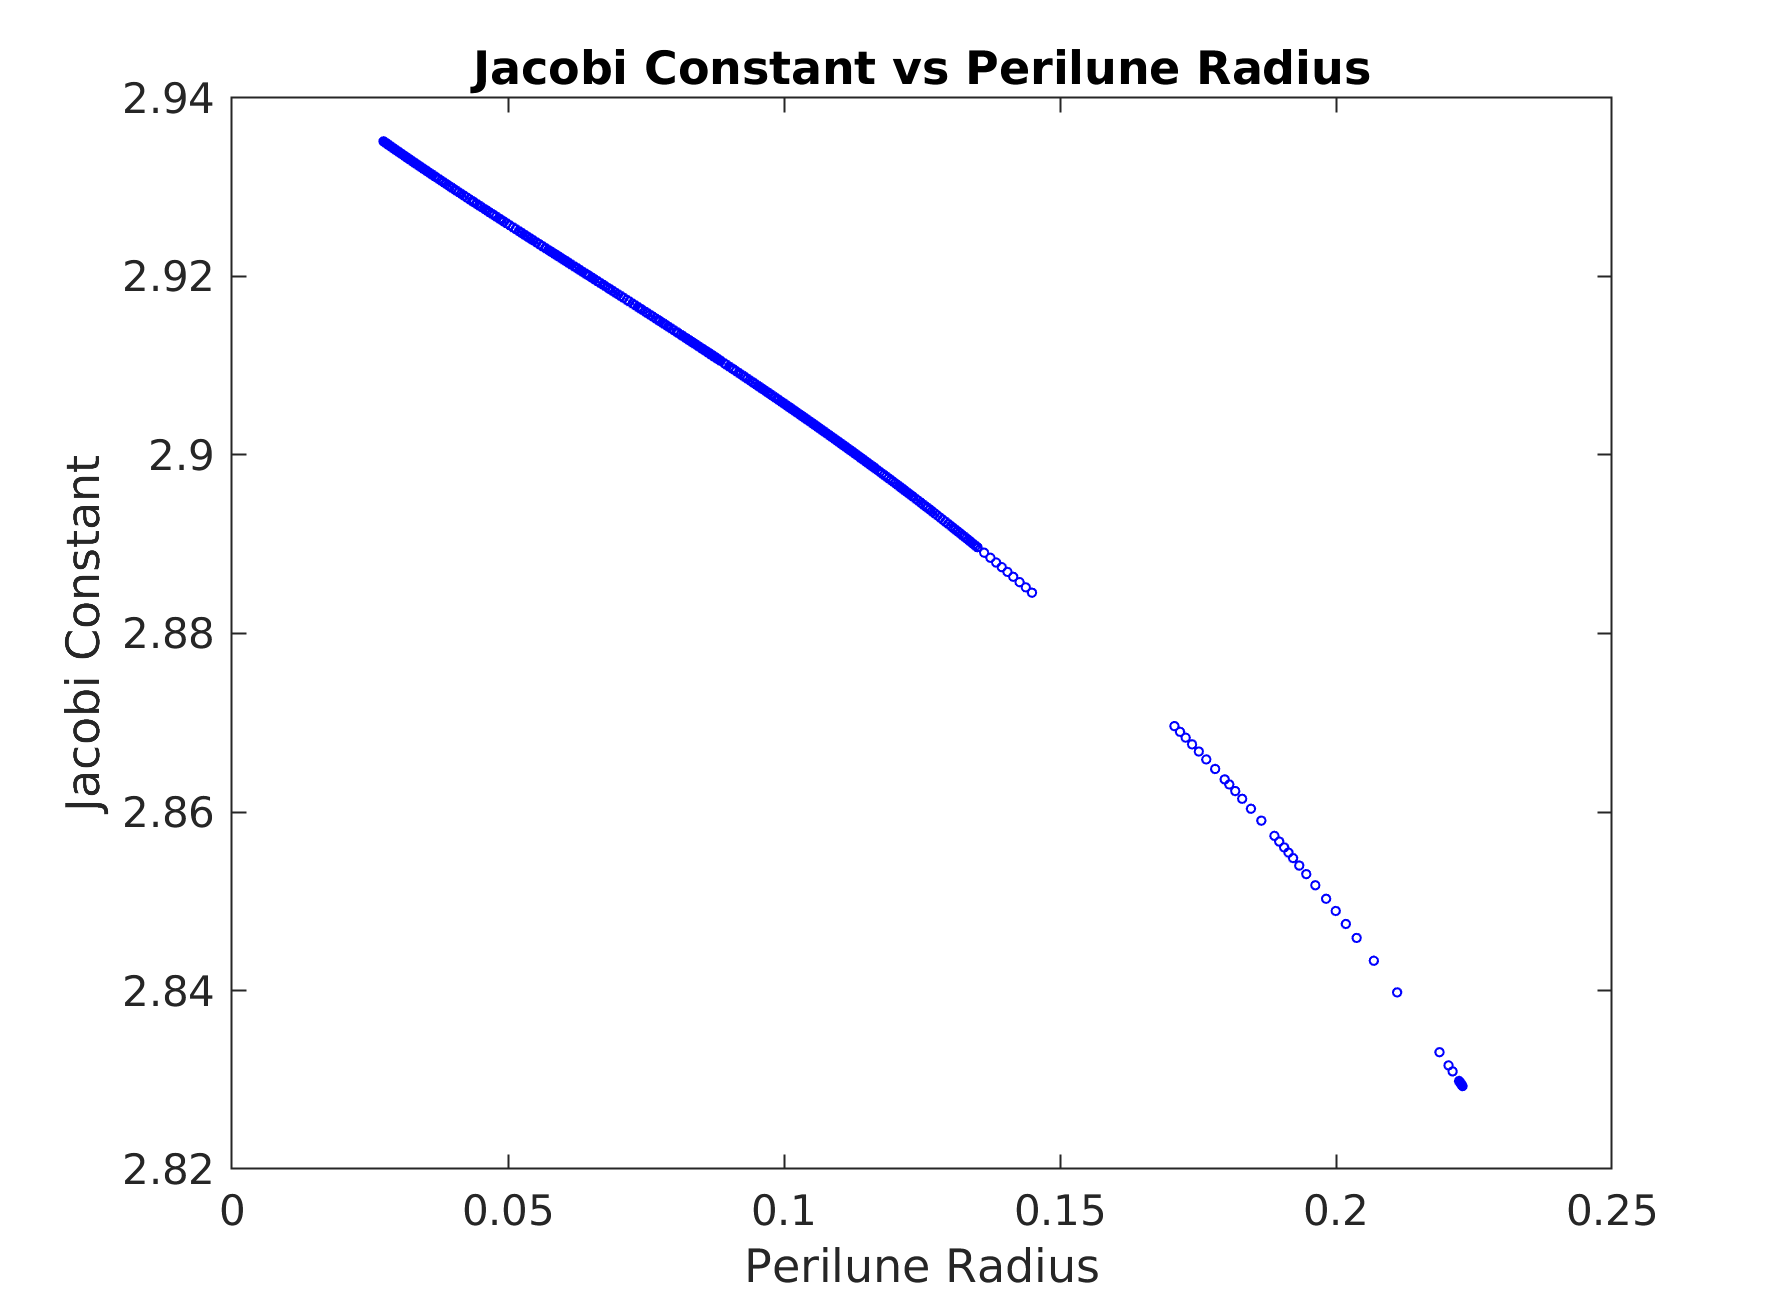 Jacobi Constant vs Perilune Radius
2.94
2.92
2.9
2.88
2.86
2.84
2.82
Jacobi Constant
0 0.05 0.1 0.15 0.2 0.25
Perilune Radius